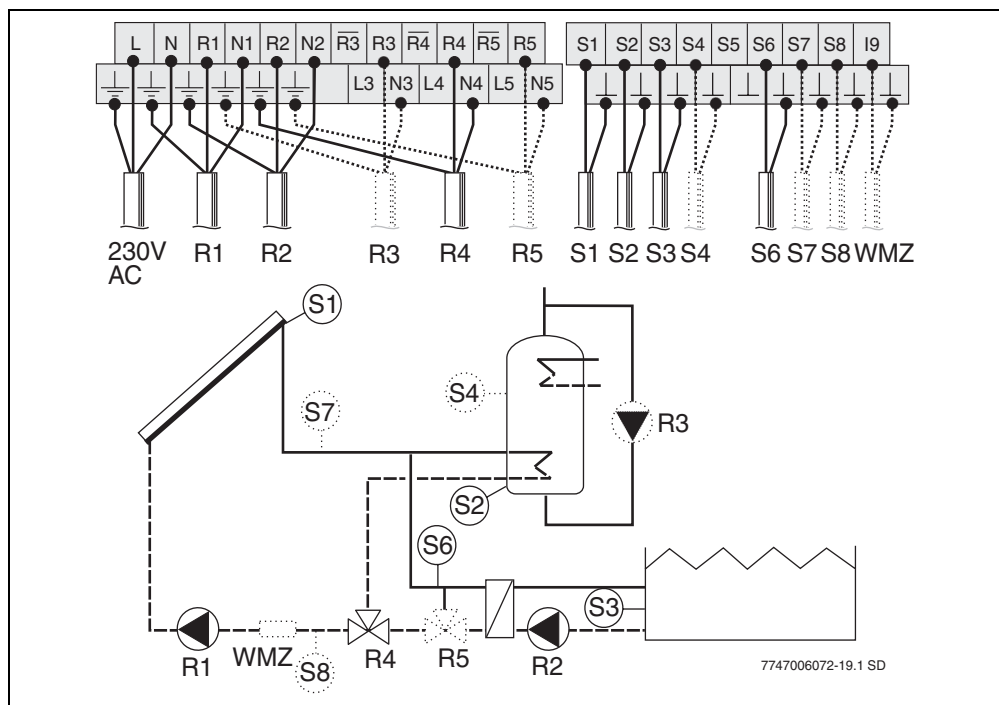 L N R1 N1 R2 N2 R̅3̅ R3 R̅4̅ R4 R̅5̅ R5 S1 S2 S3 S4 S5 S6 S7 S8 I9
L3 N3 L4 N4 L5 N5
230V AC R1 R2 R3 R4 R5 S1 S2 S3 S4 S6 S7 S8 WMZ
S1
S7 S4 R3
S2
S6
S3
R1 WMZ S8 R4 R5 R2
7747006072-19.1 SD